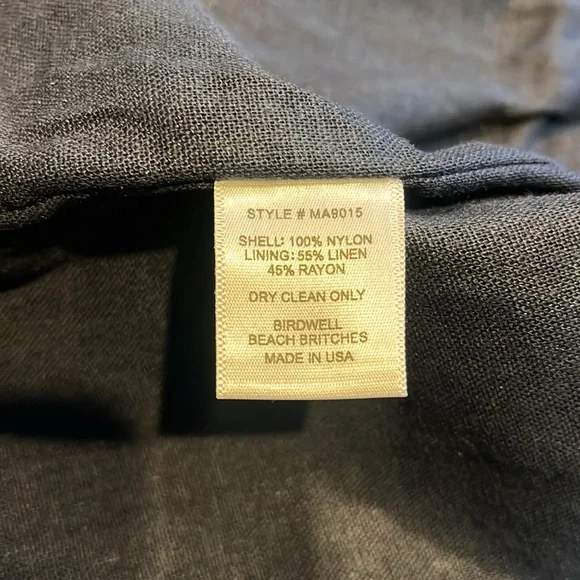 STYLE # MA9015
SHELL: 100% NYLON
LINING: 55% LINEN
45% RAYON
DRY CLEAN ONLY
BIRDWELL
BEACH BRITCHES
MADE IN USA